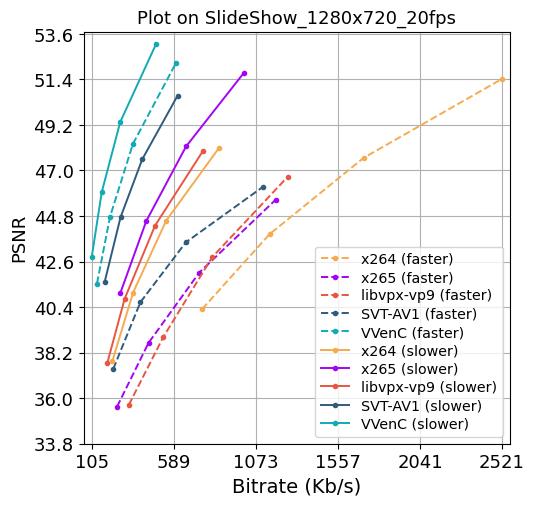 Plot on SlideShow_1280x720_20fps
53.6
51.4
49.2
47.0
44.8
42.6
40.4
38.2
36.0
33.8
PSNR
x264 (faster)
x265 (faster)
libvpx-vp9 (faster)
SVT-AV1 (faster)
VVenC (faster)
x264 (slower)
x265 (slower)
libvpx-vp9 (slower)
SVT-AV1 (slower)
VVenC (slower)
105 589 1073 1557 2041 2521
Bitrate (Kb/s)